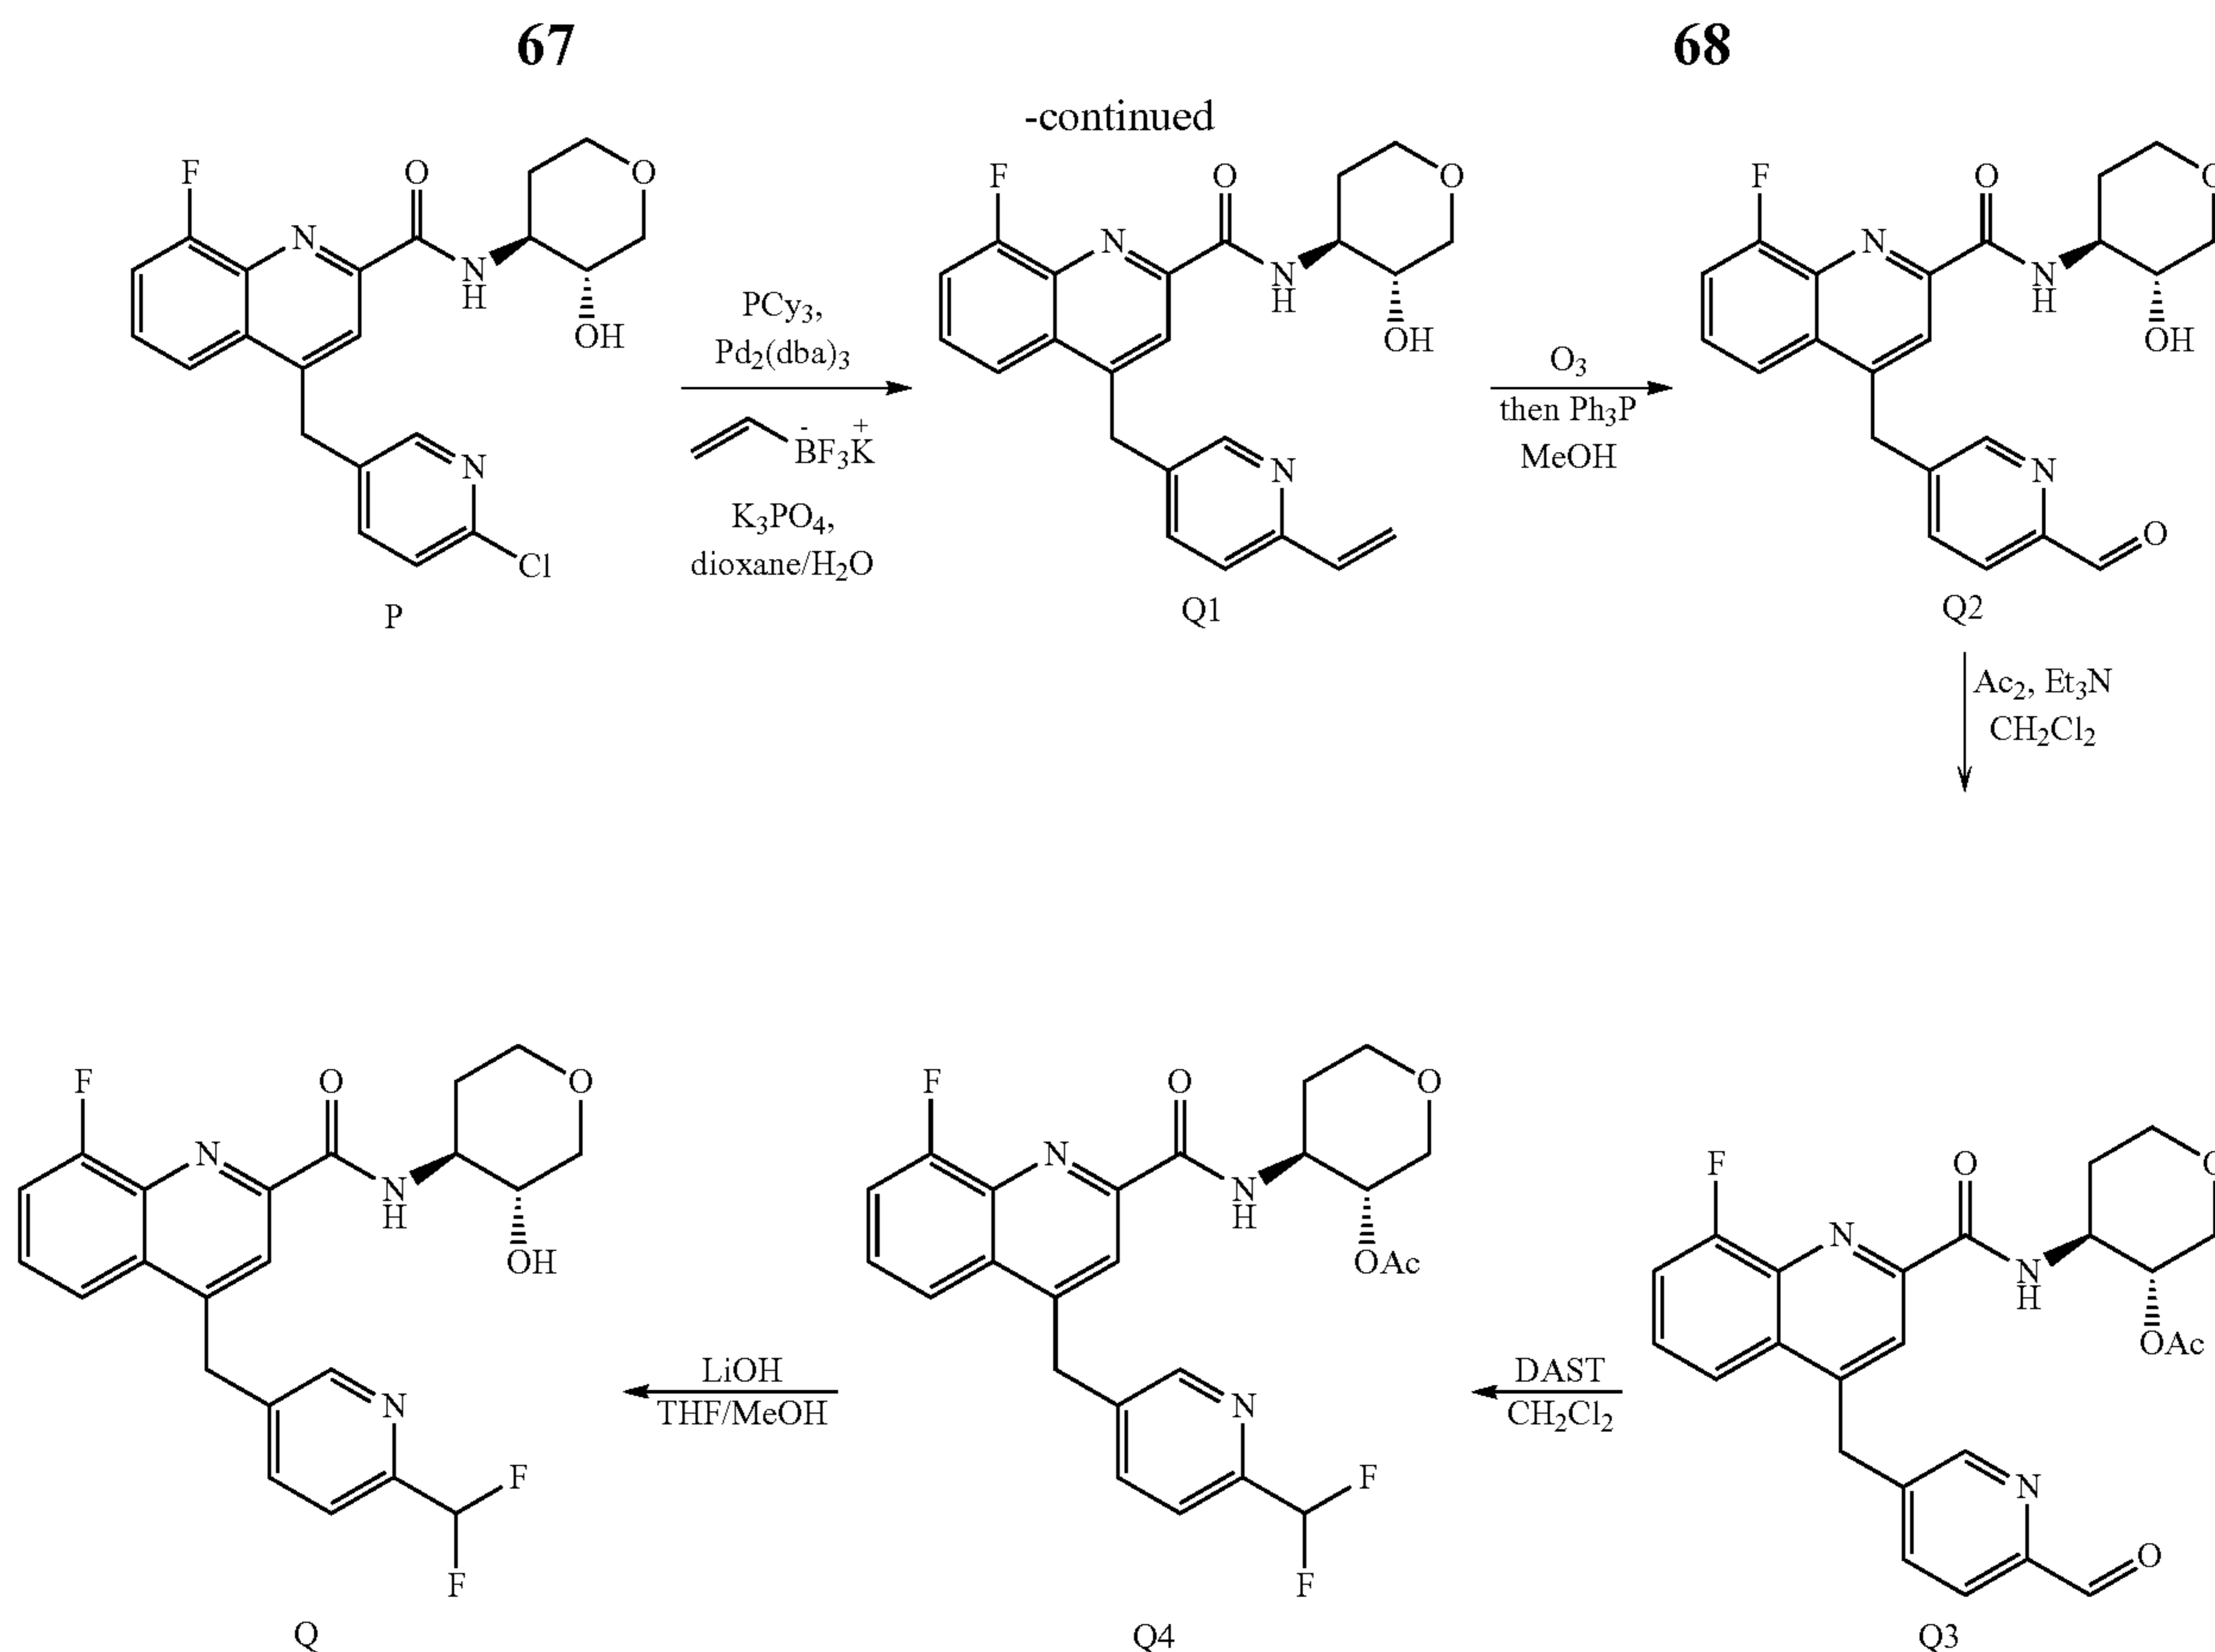 67
68
-continued
F
N
O
N
H
O
OH
N
Cl
P
PCy3,
Pd2(dba)3
BF3K
- +
K3PO4,
dioxane/H2O
F
N
O
N
H
O
OH
N
Q1
O3
then Ph3P
MeOH
F
N
O
N
H
O
OH
N
O
Q2
Ac2, Et3N
CH2Cl2
F
N
O
N
H
O
OH
N
F
F
Q
LiOH
THF/MeOH
F
N
O
N
H
O
OAc
N
F
F
Q4
DAST
CH2Cl2
F
N
O
N
H
O
OAc
N
O
Q3